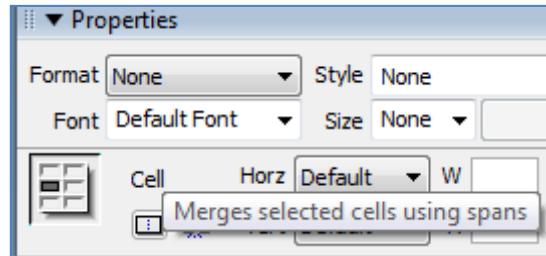 Properties
Format None Style None
Font Default Font Size None
Cell Horz Default W
Merges selected cells using spans